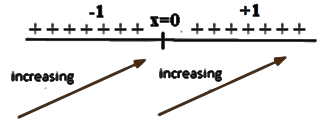 -1 x=0 +1
+ + + + + + + + + + + + + +
increasing increasing